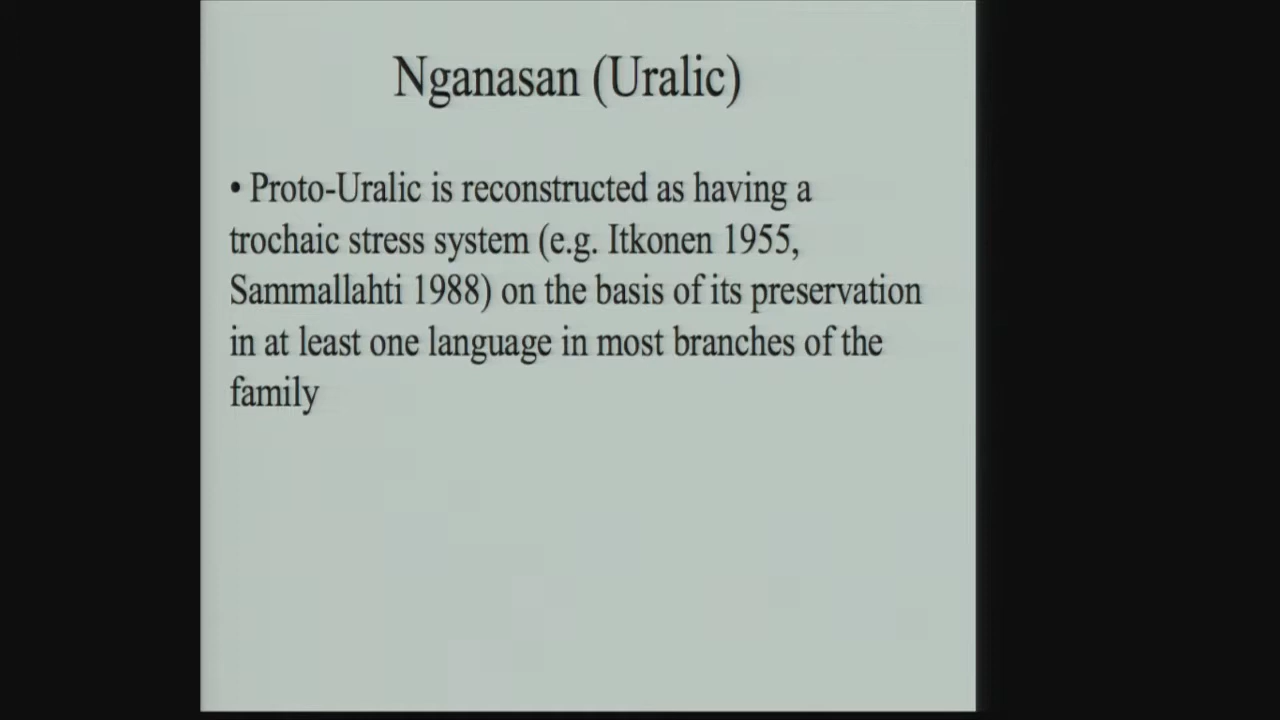 Nganasan (Uralic)
• Proto-Uralic is reconstructed as having a
trochaic stress system (e.g. Itkonen 1955,
Sammallahti 1988) on the basis of its preservation
in at least one language in most branches of the
family